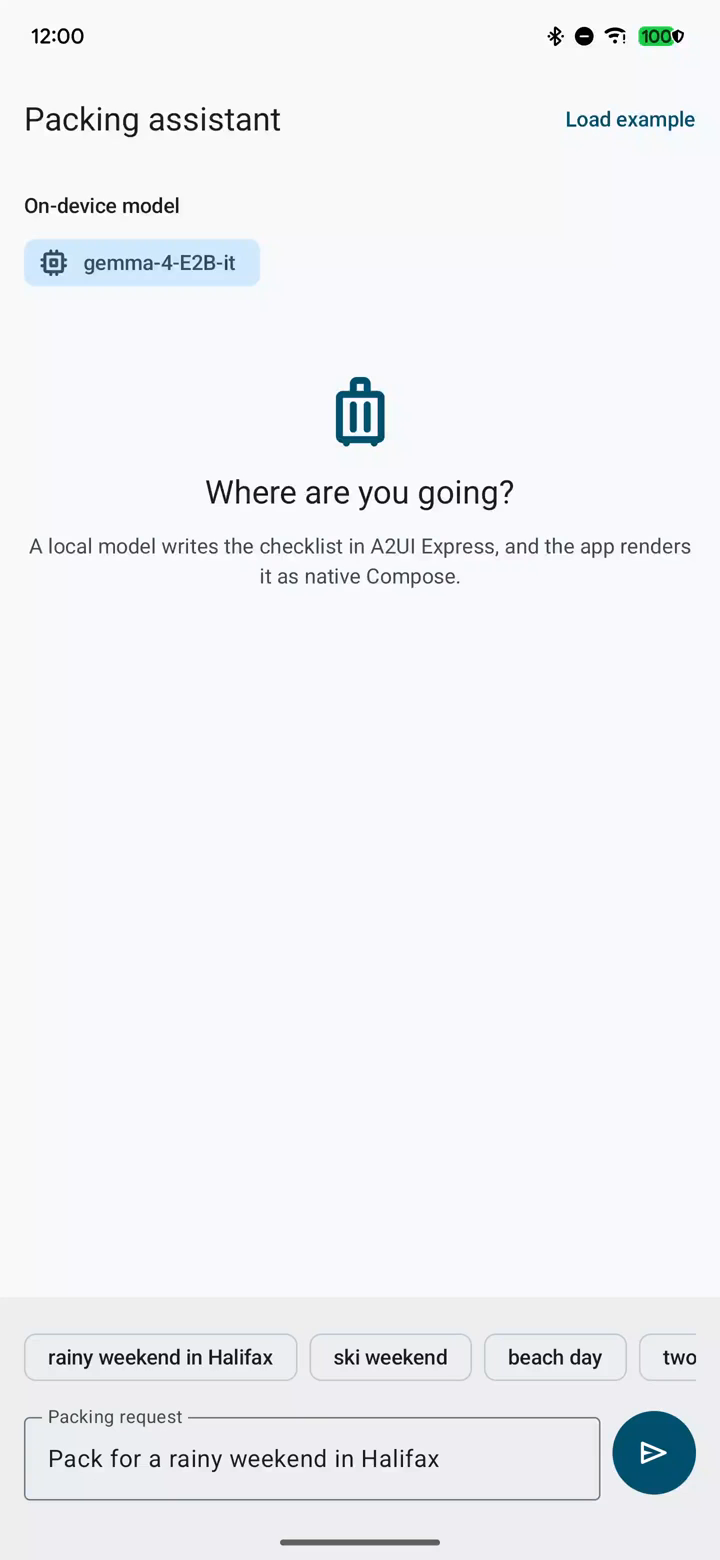 12:00
100
Packing assistant
Load example
On-device model
gemma-4-E2B-it
Where are you going?
A local model writes the checklist in A2UI Express, and the app renders
it as native Compose.
rainy weekend in Halifax
ski weekend
beach day
two
Packing request
Pack for a rainy weekend in Halifax